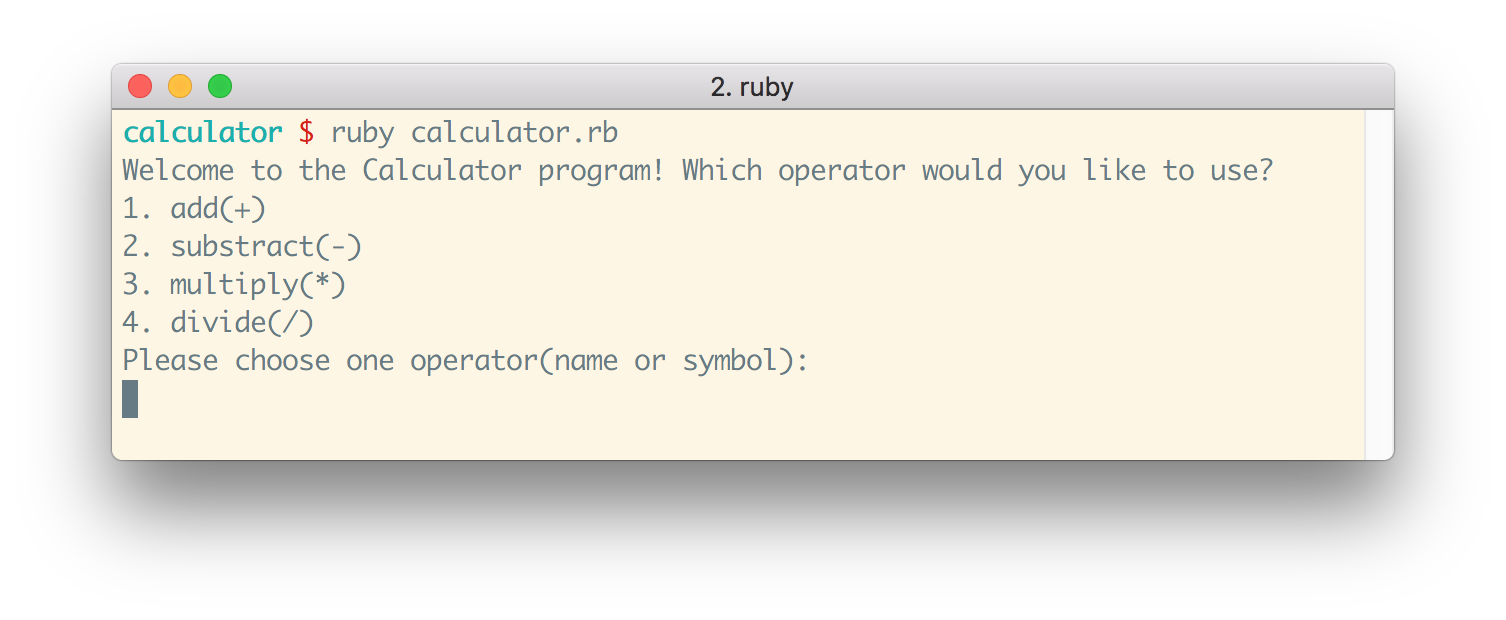 2. ruby
calculator $ ruby calculator.rb
Welcome to the Calculator program! Which operator would you like to use?
1. add(+)
2. substract(-)
3. multiply(*)
4. divide(/)
Please choose one operator(name or symbol):